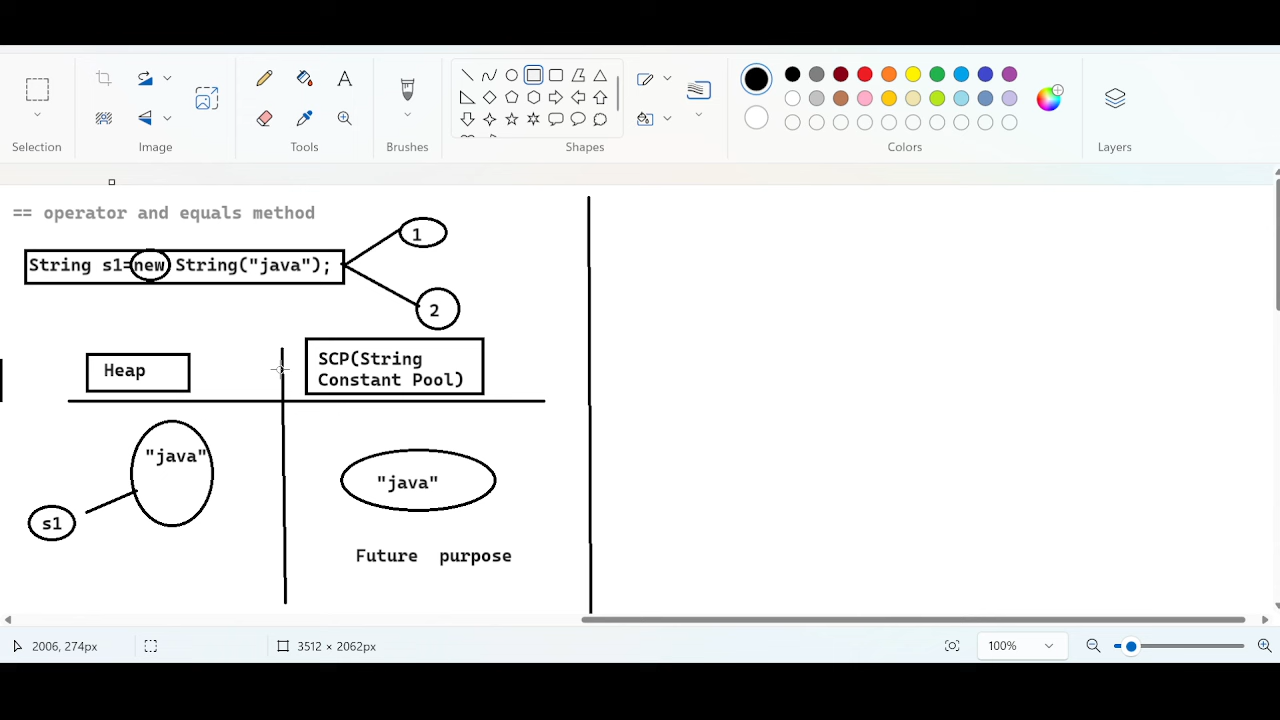 Selection
Image
Tools
Brushes
Shapes
Colors
Layers
== operator and equals method
String s1=new String("java");
1
2
Heap
SCP(String
Constant Pool)
"java"
"java"
s1
Future purpose
2006, 274px
3512 × 2062px
100%